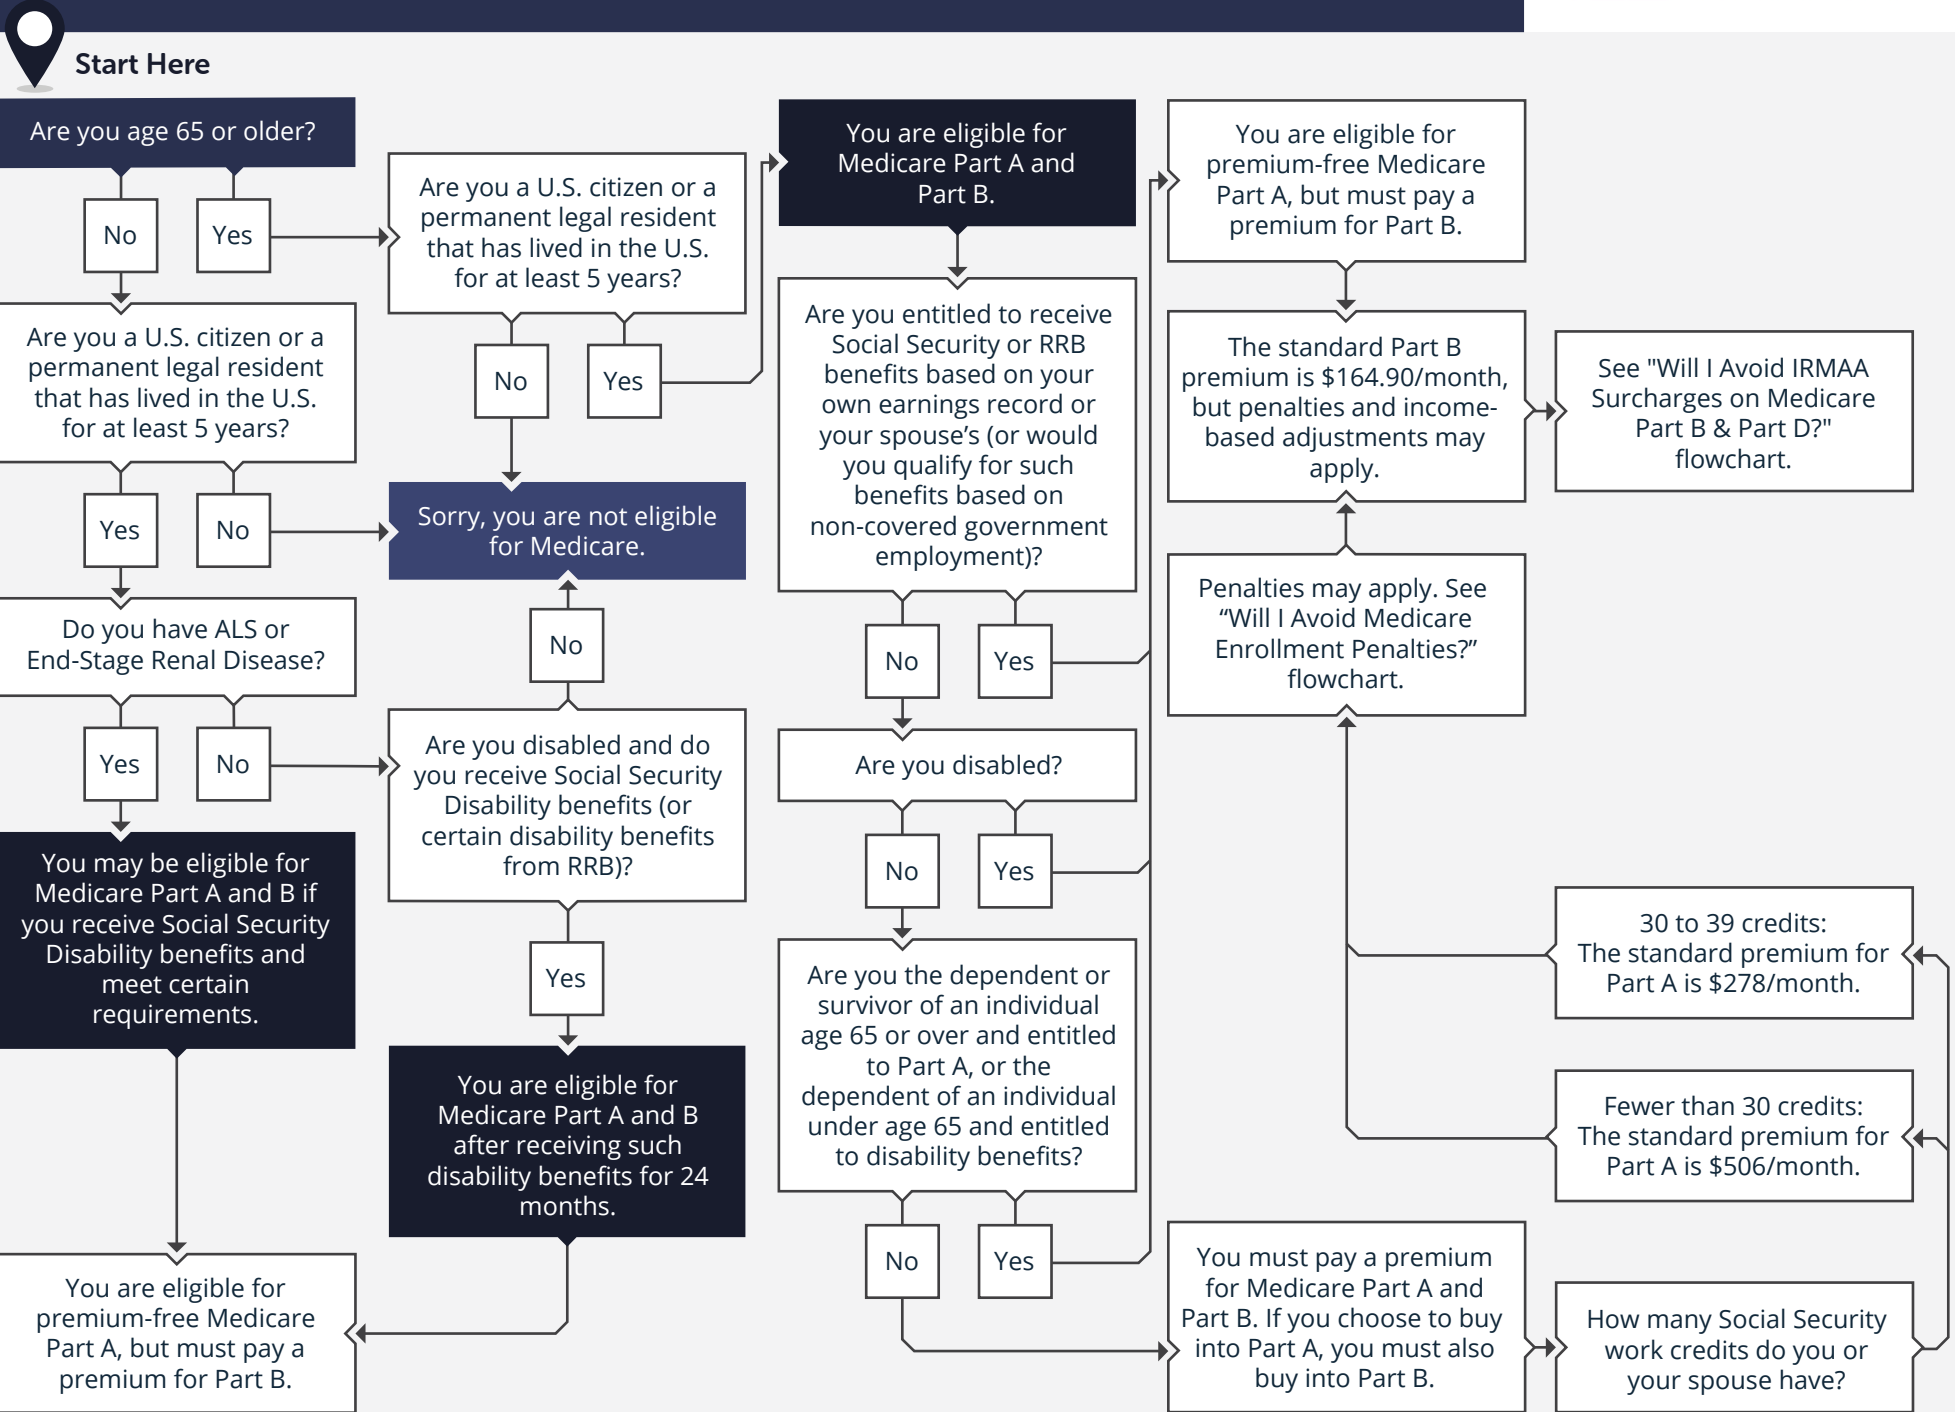 Start Here
Are you age 65 or older?
No
Yes
Are you a U.S. citizen or a
permanent legal resident
that has lived in the U.S.
for at least 5 years?
Yes
No
Do you have ALS or
End-Stage Renal Disease?
Yes
No
You may be eligible for
Medicare Part A and B if
you receive Social Security
Disability benefits and
meet certain
requirements.
You are eligible for
premium-free Medicare
Part A, but must pay a
premium for Part B.
Are you a U.S. citizen or a
permanent legal resident
that has lived in the U.S.
for at least 5 years?
No
Yes
Sorry, you are not eligible
for Medicare.
No
Are you disabled and do
you receive Social Security
Disability benefits (or
certain disability benefits
from RRB)?
Yes
You are eligible for
Medicare Part A and B
after receiving such
disability benefits for 24
months.
You are eligible for
Medicare Part A and
Part B.
Are you entitled to receive
Social Security or RRB
benefits based on your
own earnings record or
your spouse’s (or would
you qualify for such
benefits based on
non-covered government
employment)?
No
Yes
Are you disabled?
No
Yes
Are you the dependent or
survivor of an individual
age 65 or over and entitled
to Part A, or the
dependent of an individual
under age 65 and entitled
to disability benefits?
No
Yes
You are eligible for
premium-free Medicare
Part A, but must pay a
premium for Part B.
The standard Part B
premium is $164.90/month,
but penalties and income-
based adjustments may
apply.
Penalties may apply. See
“Will I Avoid Medicare
Enrollment Penalties?”
flowchart.
You must pay a premium
for Medicare Part A and
Part B. If you choose to buy
into Part A, you must also
buy into Part B.
See "Will I Avoid IRMAA
Surcharges on Medicare
Part B & Part D?"
flowchart.
30 to 39 credits:
The standard premium for
Part A is $278/month.
Fewer than 30 credits:
The standard premium for
Part A is $506/month.
How many Social Security
work credits do you or
your spouse have?